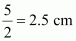 5/2 = 2.5 cm